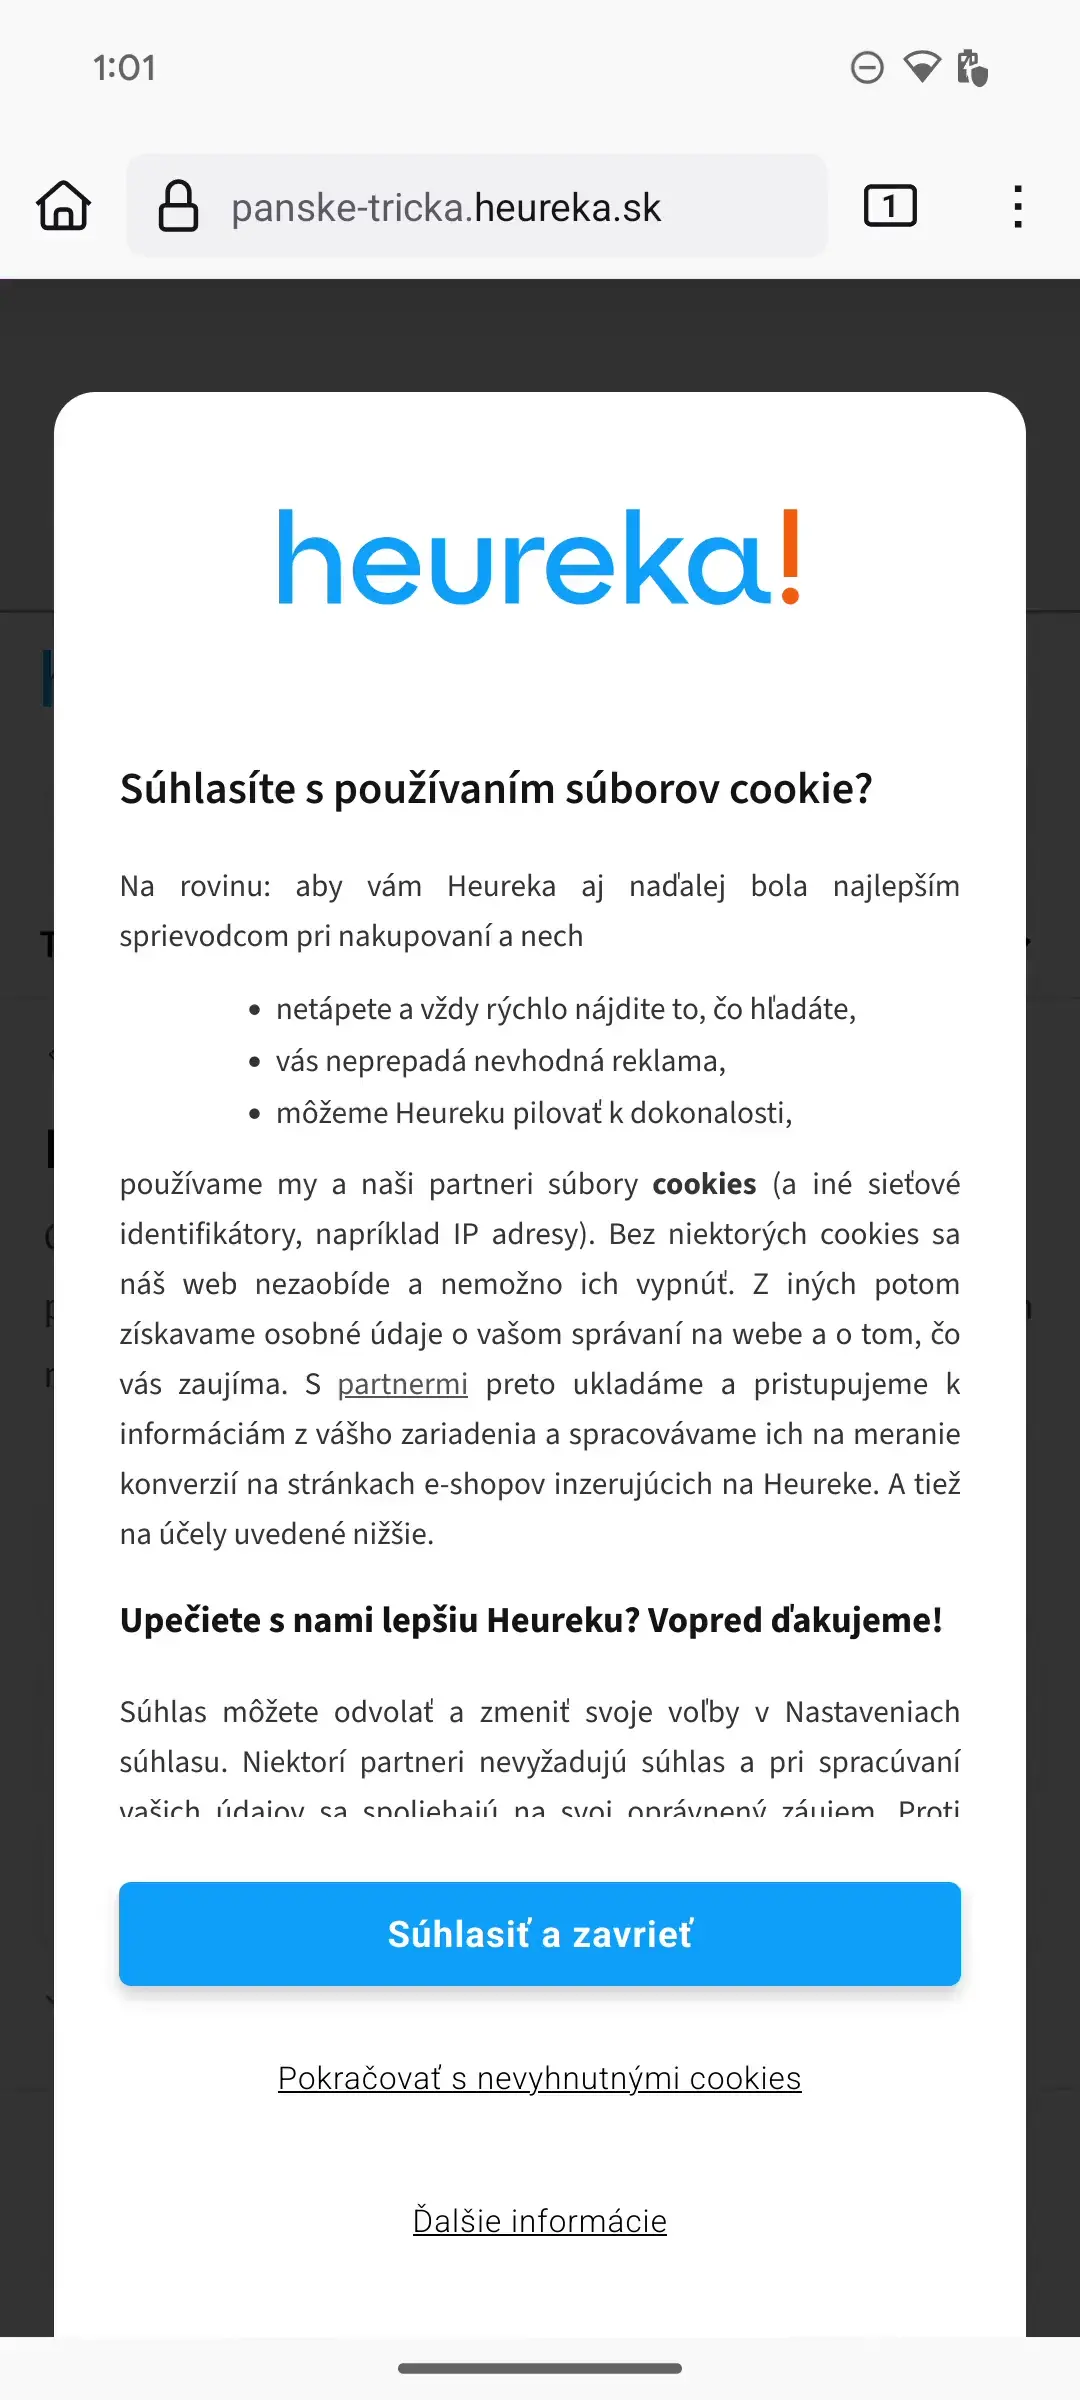 1:01
panske-tricka.heureka.sk
1
heureka!
Súhlasíte s používaním súborov cookie?
Na rovinu: aby vám Heureka aj naďalej bola najlepším
sprievodcom pri nakupovaní a nech
• netápete a vždy rýchlo nájdite to, čo hľadáte,
• vás neprepadá nevhodná reklama,
• môžeme Heureku pilovať k dokonalosti,
používame my a naši partneri súbory cookies (a iné sieťové
identifikátory, napríklad IP adresy). Bez niektorých cookies sa
náš web nezaobíde a nemožno ich vypnúť. Z iných potom
získavame osobné údaje o vašom správaní na webe a o tom, čo
vás zaujíma. S partnermi preto ukladáme a pristupujeme k
informáciám z vášho zariadenia a spracovávame ich na meranie
konverzií na stránkach e-shopov inzerujúcich na Heureke. A tiež
na účely uvedené nižšie.
Upečiete s nami lepšiu Heureku? Vopred ďakujeme!
Súhlas môžete odvolať a zmeniť svoje voľby v Nastaveniach
súhlasu. Niektorí partneri nevyžadujú súhlas a pri spracúvaní
vašich údajov sa spoliehajú na svoj oprávnený záujem. Proti
Súhlasiť a zavrieť
Pokračovať s nevyhnutnými cookies
Ďalšie informácie